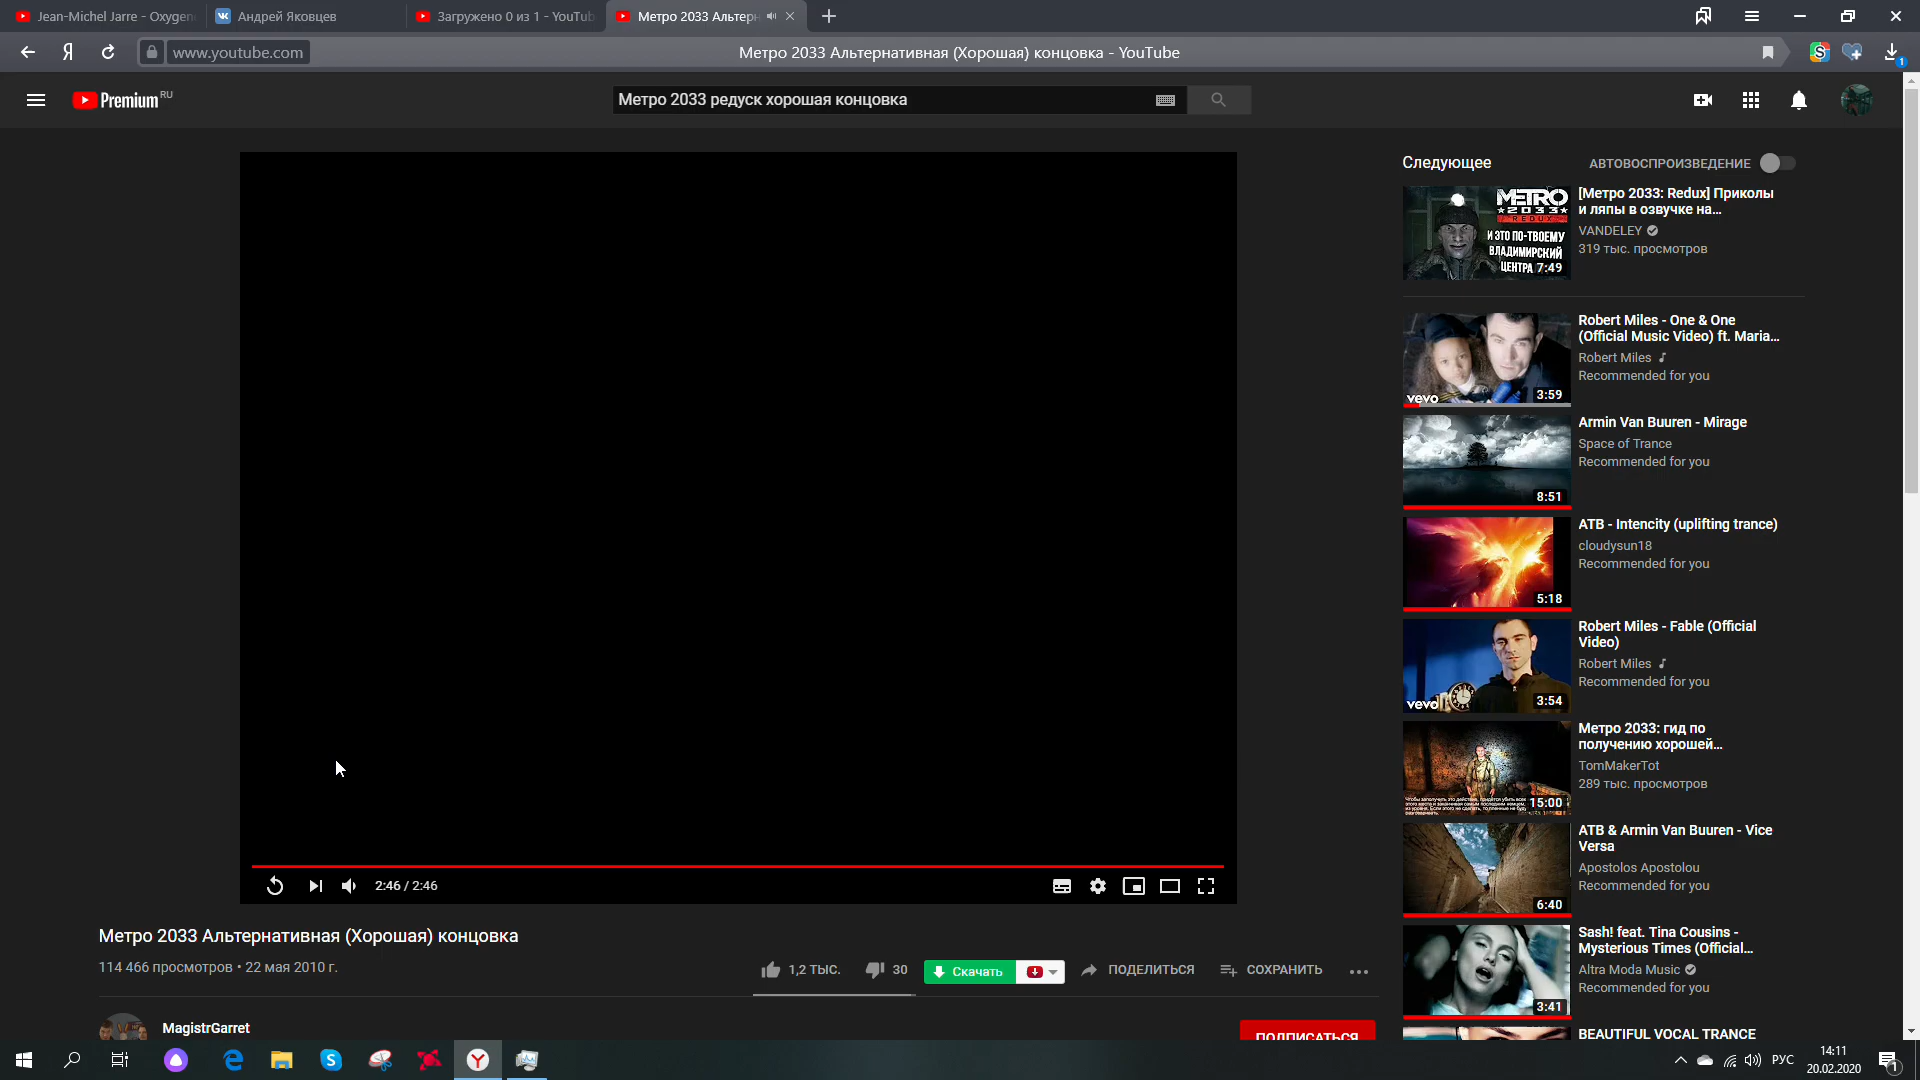 Jean-Michel Jarre - Oxygen
Андрей Яковцев
Загружено 0 из 1 - YouTub
Метро 2033 Альтерн
www.youtube.com
Метро 2033 Альтернативная (Хорошая) концовка - YouTube
Premium RU
Метро 2033 редуск хорошая концовка
Следующее
АВТОВОСПРОИЗВЕДЕНИЕ
METRO
2033
REDUX
И ЭТО ПО-ТВОЕМУ
ВЛАДИМИРСКИЙ
ЦЕНТРА
7:49
[Метро 2033: Redux] Приколы
и ляпы в озвучке на...
VANDELEY
319 тыс. просмотров
vevo
3:59
Robert Miles - One & One
(Official Music Video) ft. Maria...
Robert Miles
Recommended for you
8:51
Armin Van Buuren - Mirage
Space of Trance
Recommended for you
5:18
ATB - Intencity (uplifting trance)
cloudysun18
Recommended for you
vevo
3:54
Robert Miles - Fable (Official
Video)
Robert Miles
Recommended for you
15:00
Метро 2033: гид по
получению хорошей...
TomMakerTot
289 тыс. просмотров
6:40
ATB & Armin Van Buuren - Vice
Versa
Apostolos Apostolou
Recommended for you
3:41
Sash! feat. Tina Cousins -
Mysterious Times (Official...
Altra Moda Music
Recommended for you
BEAUTIFUL VOCAL TRANCE
2:46 / 2:46
Метро 2033 Альтернативная (Хорошая) концовка
114 466 просмотров • 22 мая 2010 г.
1,2 ТЫС.
30
Скачать
ПОДЕЛИТЬСЯ
СОХРАНИТЬ
MagistrGarret
ПОДПИСАТЬСЯ
РУС
14:11
20.02.2020
1